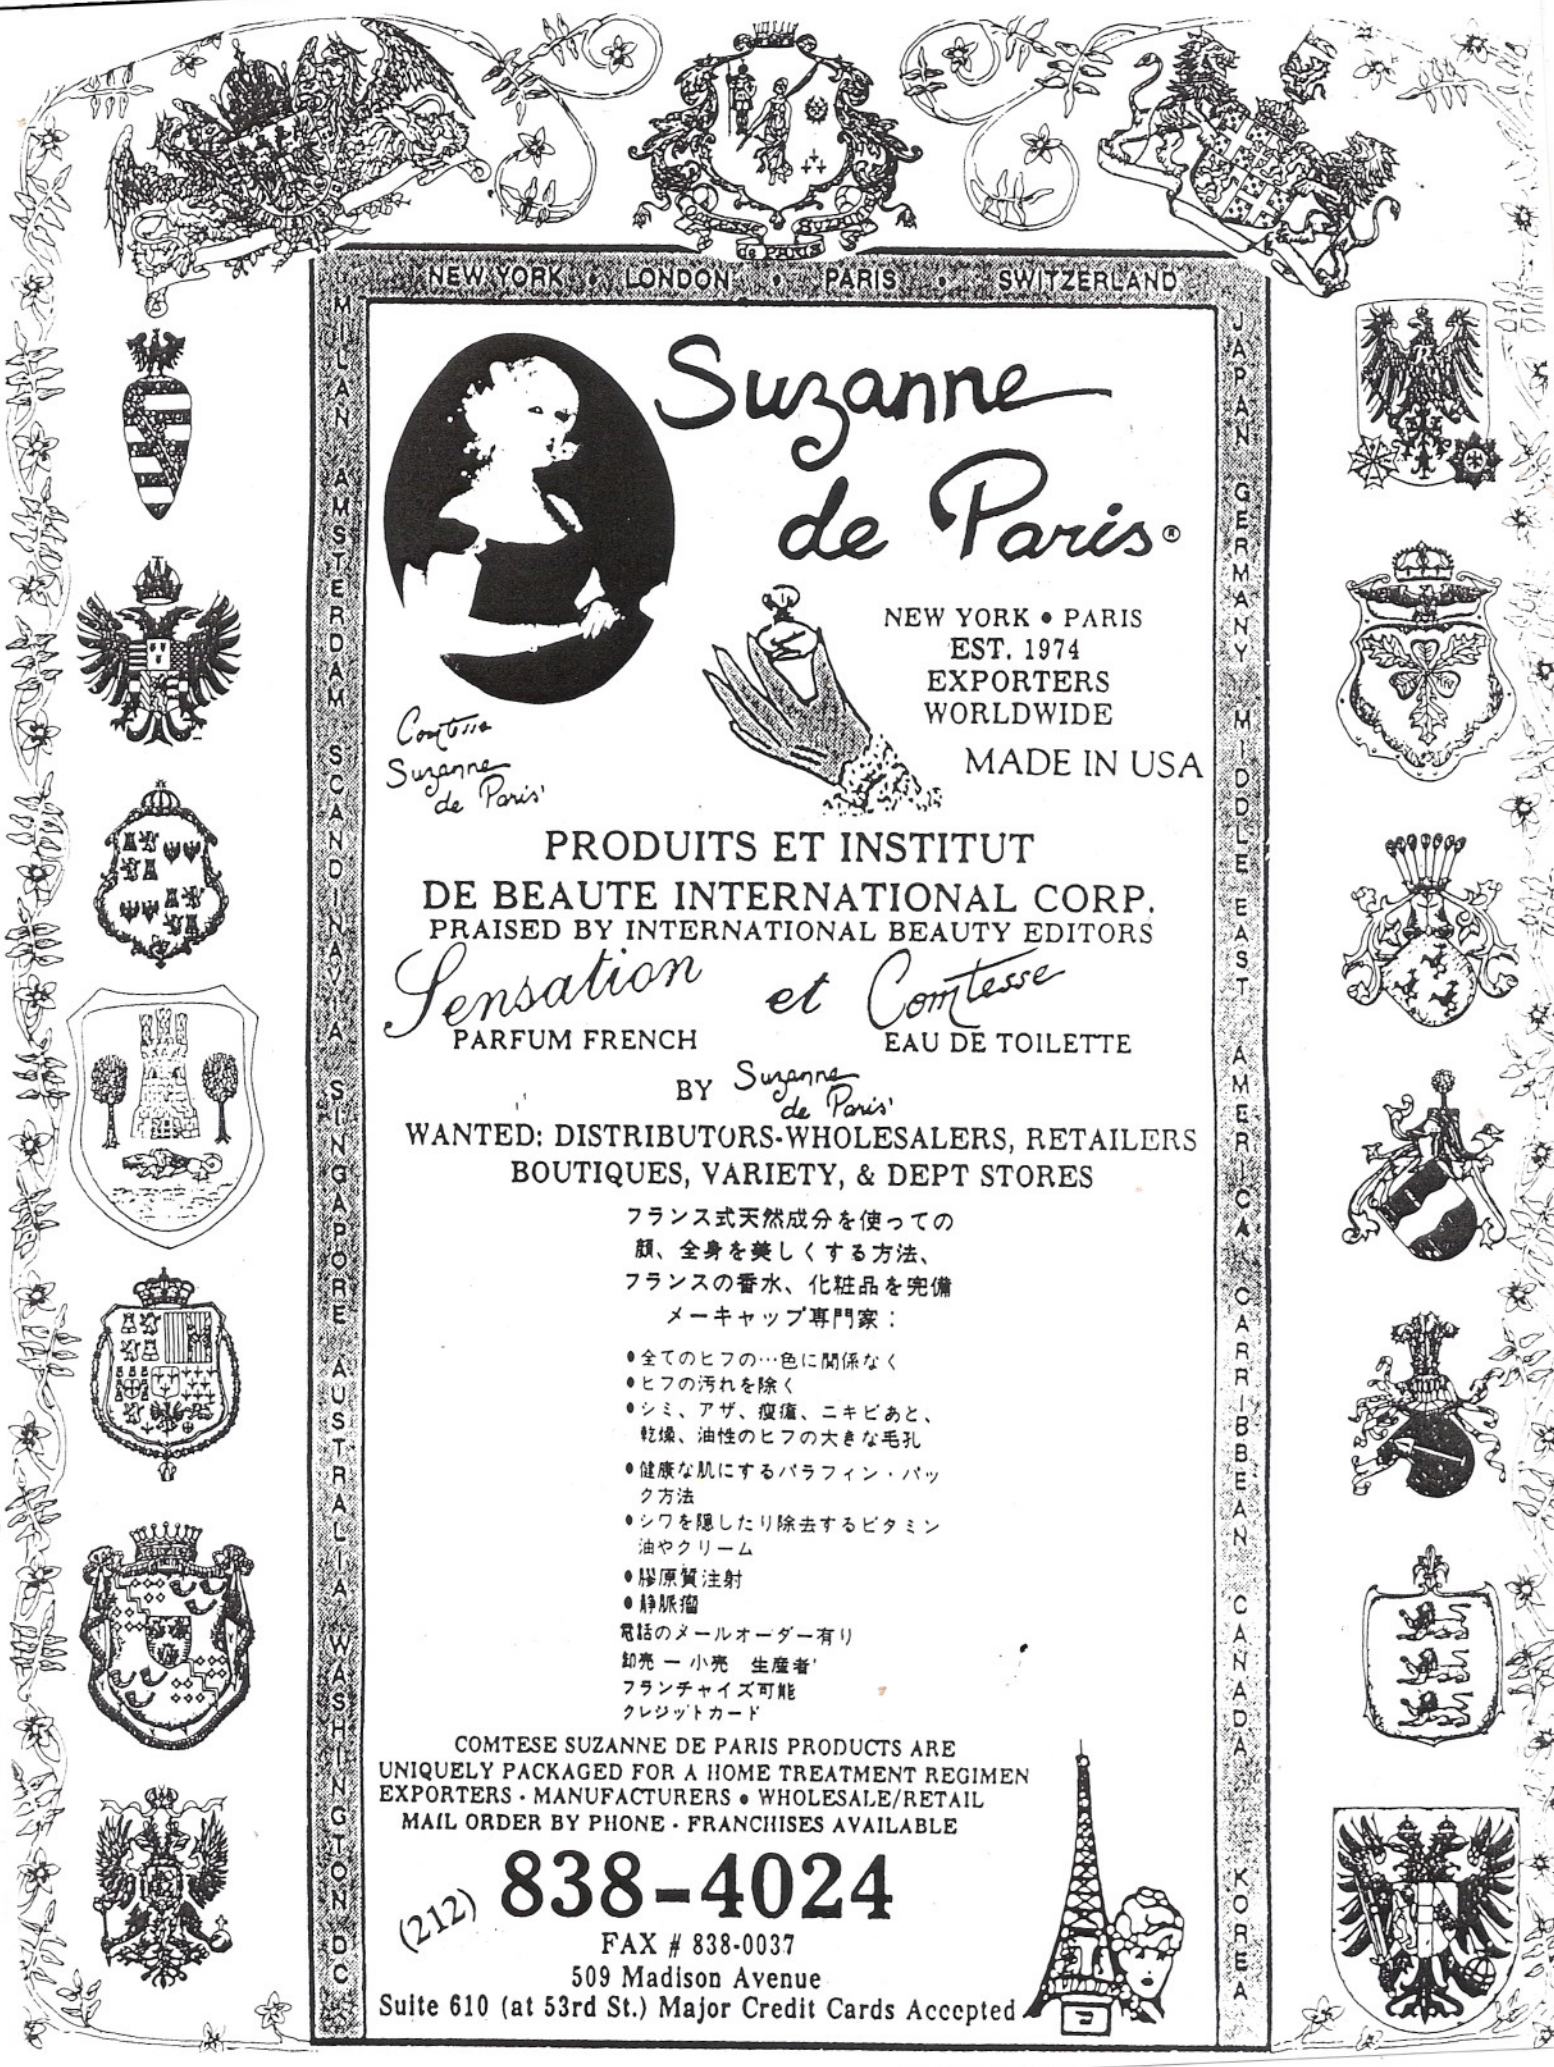 de PARIS
NEW YORK • LONDON • PARIS • SWITZERLAND
MILAN AMSTERDAM SCANDINAVIA SINGAPORE AUSTRALIA WASHINGTON DC
Suzanne
de Paris®
NEW YORK • PARIS
EST. 1974
EXPORTERS
WORLDWIDE
MADE IN USA
Comtesse
Suzanne
de Paris'
PRODUITS ET INSTITUT
DE BEAUTE INTERNATIONAL CORP.
PRAISED BY INTERNATIONAL BEAUTY EDITORS
Sensation et Comtesse
PARFUM FRENCH EAU DE TOILETTE
BY Suzanne
de Paris'
WANTED: DISTRIBUTORS-WHOLESALERS, RETAILERS
BOUTIQUES, VARIETY, & DEPT STORES
フランス式天然成分を使っての
顔、全身を美しくする方法、
フランスの香水、化粧品を完備
メーキャップ専門家：
•全てのヒフの…色に関係なく
•ヒフの汚れを除く
•シミ、アザ、ニキビあと、
乾燥、油性のヒフの大きな毛孔
•健康な肌にするパラフィン・パッ
ク方法
•シワを隠したり除去するビタミン
油やクリーム
•膠原質注射
•静脈瘤
電話のメールオーダー有り
卸売 ー 小売 生産者'
フランチャイズ可能
クレジットカード
COMTESE SUZANNE DE PARIS PRODUCTS ARE
UNIQUELY PACKAGED FOR A HOME TREATMENT REGIMEN
EXPORTERS · MANUFACTURERS • WHOLESALE/RETAIL
MAIL ORDER BY PHONE · FRANCHISES AVAILABLE
(212) 838-4024
FAX # 838-0037
509 Madison Avenue
Suite 610 (at 53rd St.) Major Credit Cards Accepted
JAPAN GERMANY MIDDLE EAST AMERICA CARRIBBEAN CANADA KOREA